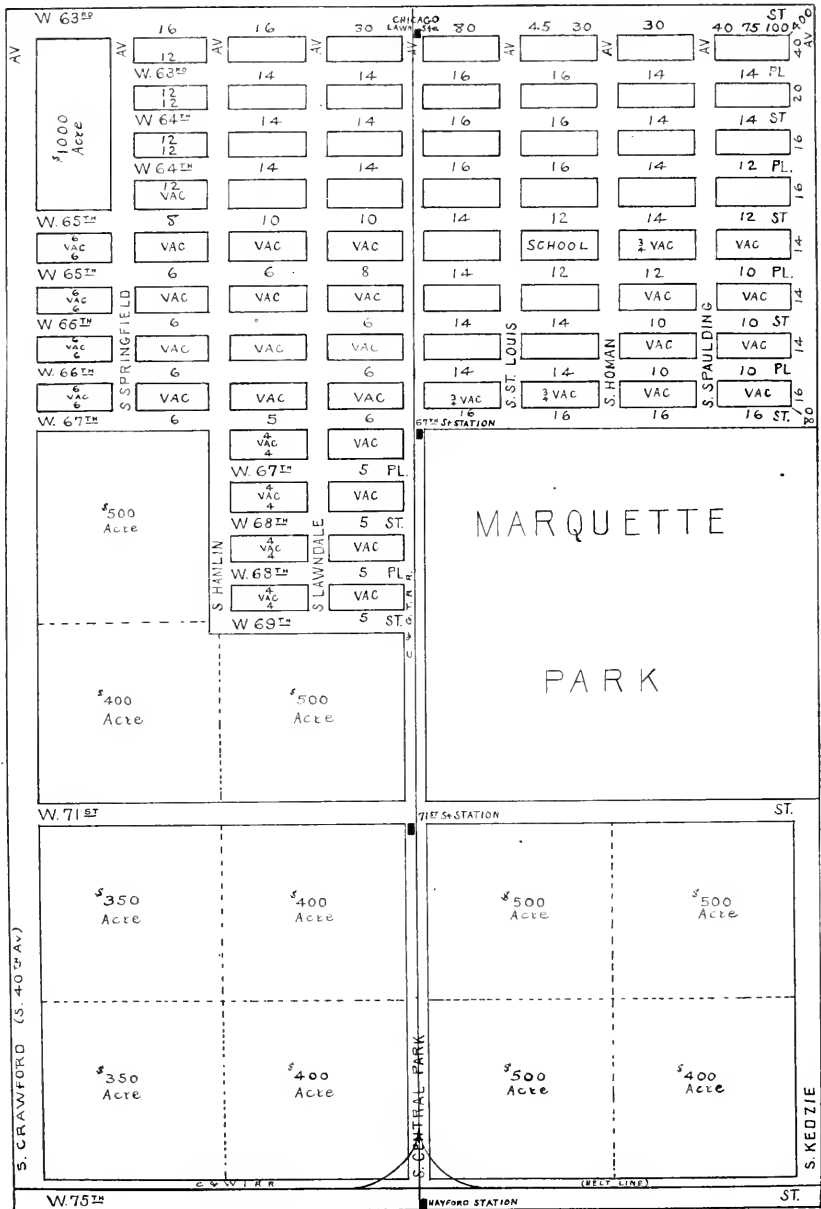 W 63RD 16 16 30 CHICAGO LAWN Sta 80 4.5 30 30 40 75 100 ST 400
AV AV AV AV AV AV AV AV
12 40
W. 63RD 14 14 16 16 14 14 PL
12
12 20
W 64TH 14 14 16 16 14 14 ST
$1000 Acre
12
12 16
W 64TH 14 14 16 16 14 12 PL.
12
VAC 16
W. 65TH 8 10 10 14 12 14 12 ST
6
VAC
6
VAC VAC VAC SCHOOL 3/4 VAC VAC 14
W 65TH 6 6 8 14 12 12 10 PL.
6
VAC
6
VAC VAC VAC VAC VAC 14
W 66TH 6 6 14 14 10 10 ST
6
VAC
6
VAC VAC VAC VAC VAC 14
W. 66TH 6 6 6 14 14 10 10 PL
6
VAC
6
VAC VAC VAC 3/4 VAC 3/4 VAC VAC VAC 16
W. 67TH 6 5 6 67TH St STATION 16 16 16 16 ST. 80
S SPRINGFIELD
S. ST. LOUIS
S. HOMAN
S. SPAULDING
4
VAC
4
VAC
W. 67TH 5 PL.
$500
Acre
4
VAC
4
VAC
W 68TH 5 ST.
4
VAC
4
VAC
W. 68TH 5 PL
4
VAC
4
VAC
W 69TH 5 ST.
S HAMLIN
S LAWNDALE
C & G. T. R R.
MARQUETTE
PARK
$400
Acre
$500
Acre
W. 71ST 71ST St STATION ST.
$350
Acre
$400
Acre
$500
Acre
$500
Acre
$350
Acre
$400
Acre
$500
Acre
$400
Acre
S. CRAWFORD (S. 40TH AV)
S. CENTRAL PARK
S. KEDZIE
C & W I R R
(BELT LINE)
W. 75TH HAYFORD STATION ST.